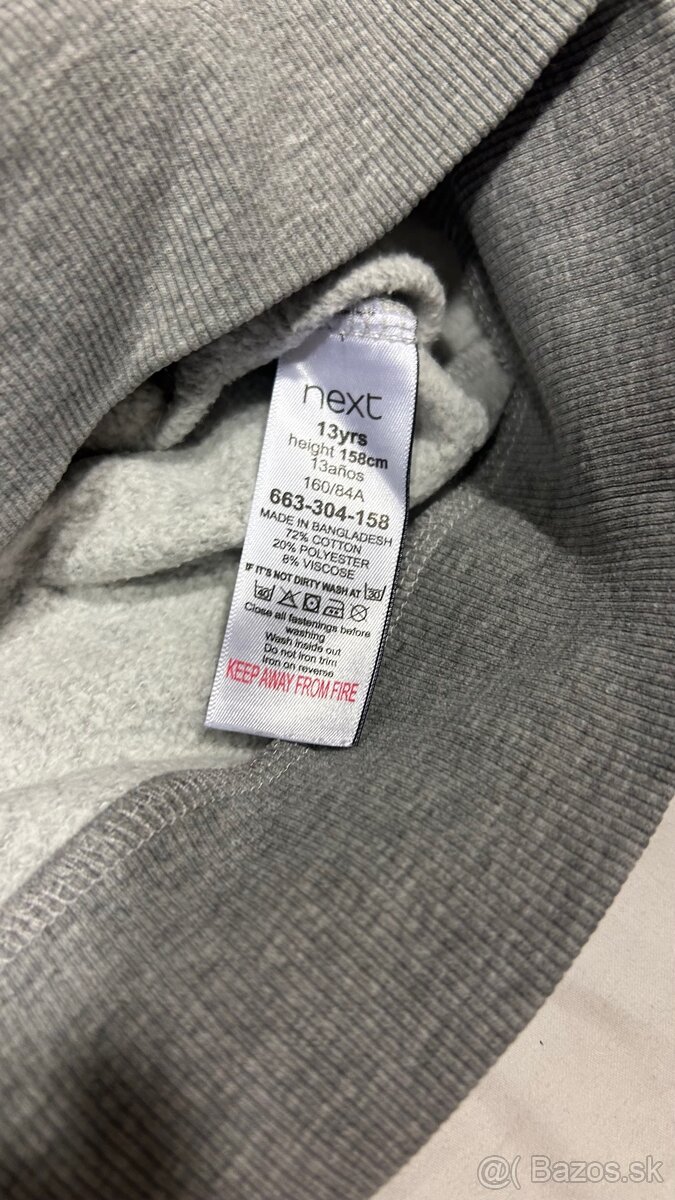 next
13yrs
height 158cm
13años
160/84A
663-304-158
MADE IN BANGLADESH
72% COTTON
20% POLYESTER
8% VISCOSE
IF IT'S NOT DIRTY WASH AT 30
40
Close all fastenings before
washing
Wash inside out
Do not iron trim
Iron on reverse
KEEP AWAY FROM FIRE
@( Bazos.sk